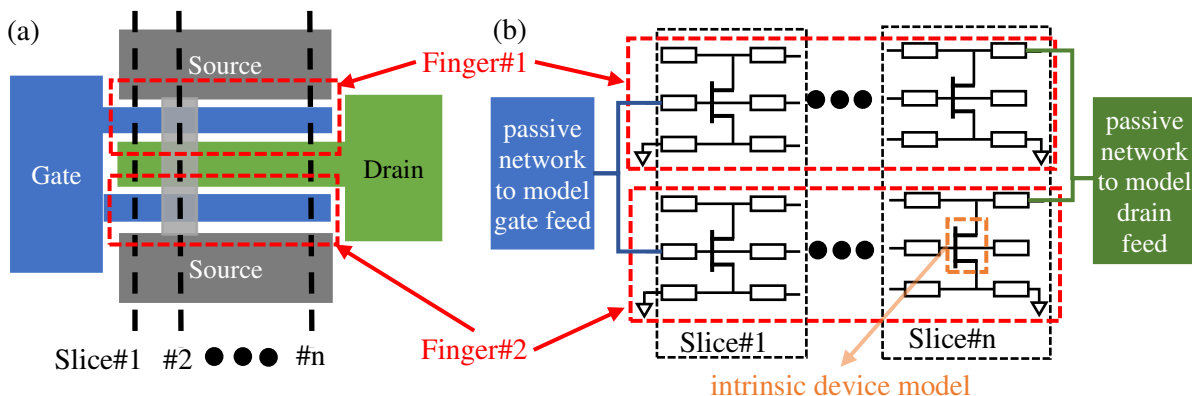 (a)
Source
Gate
Drain
Source
Slice#1 #2 #n
Finger#1
Finger#2
(b)
passive
network
to model
gate feed
passive
network
to model
drain
feed
Slice#1
Slice#n
intrinsic device model